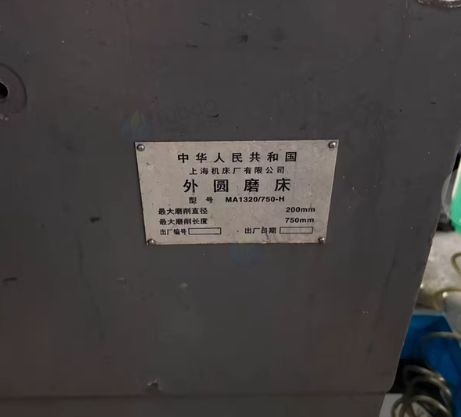 中华人民共和国
上海机床厂有限公司
外圆磨床
型号 MA1320/750-H
最大磨削直径 200mm
最大磨削长度 750mm
出厂编号 出厂日期